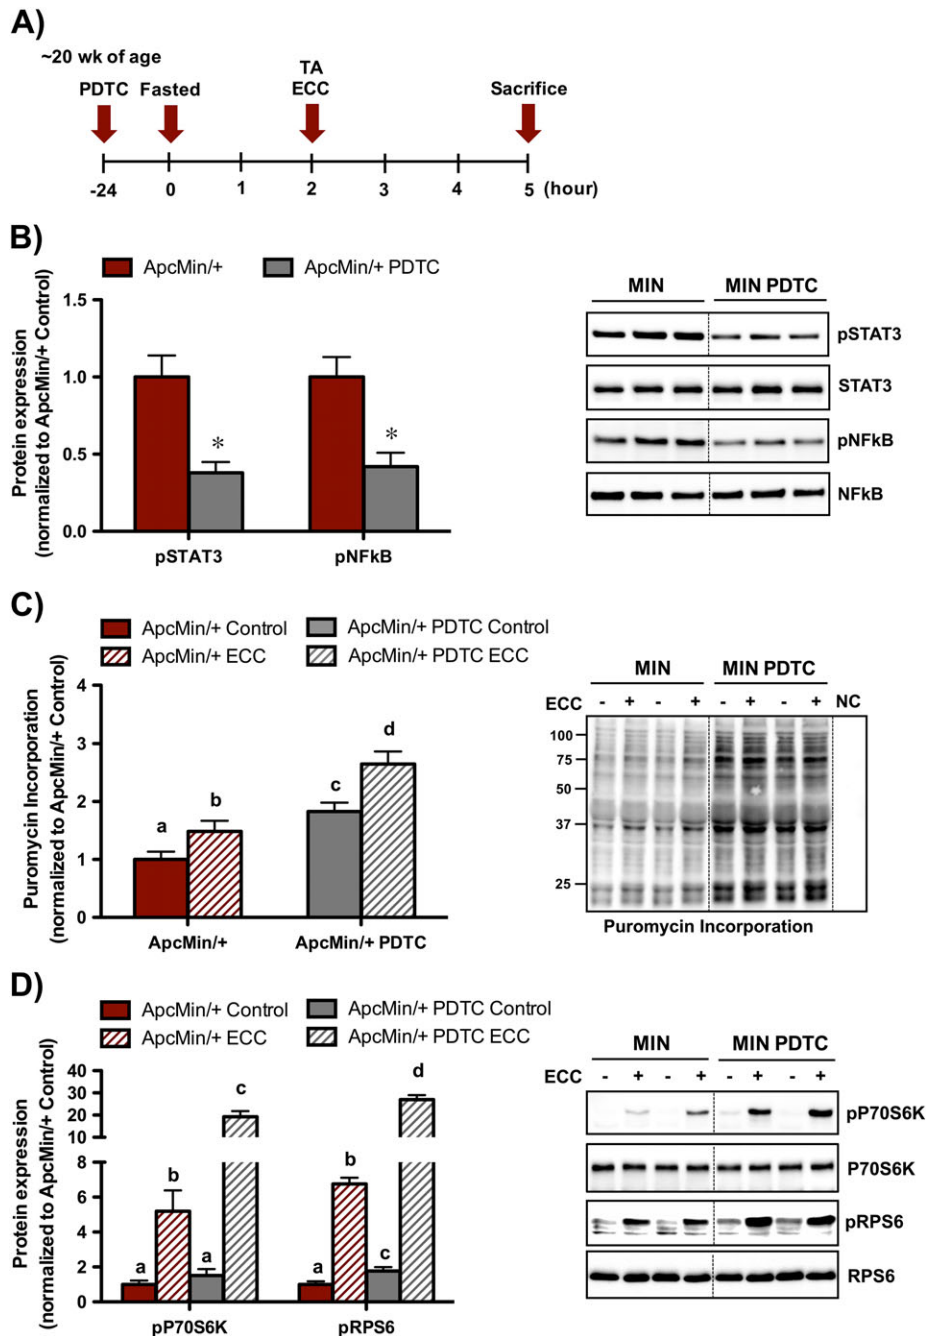 A)
~20 wk of age
TA
PDTC Fasted ECC Sacrifice
-24 0 1 2 3 4 5 (hour)
B)
ApcMin/+ ApcMin/+ PDTC
Protein expression
(normalized to ApcMin/+ Control)
1.5
1.0
0.5
0.0
* *
pSTAT3 pNFkB
MIN MIN PDTC
pSTAT3
STAT3
pNFkB
NFkB
C)
ApcMin/+ Control ApcMin/+ PDTC Control
ApcMin/+ ECC ApcMin/+ PDTC ECC
Puromycin Incorporation
(normalized to ApcMin/+ Control)
4
3
2
1
0
a b c d
ApcMin/+ ApcMin/+ PDTC
MIN MIN PDTC
ECC - + - + - + - + NC
100
75
50
37
25
Puromycin Incorporation
D)
ApcMin/+ Control ApcMin/+ PDTC Control
ApcMin/+ ECC ApcMin/+ PDTC ECC
Protein expression
(normalized to ApcMin/+ Control)
40
30
20
10
8
6
4
2
0
a b a c a b c d
pP70S6K pRPS6
MIN MIN PDTC
ECC - + - + - + - +
pP70S6K
P70S6K
pRPS6
RPS6